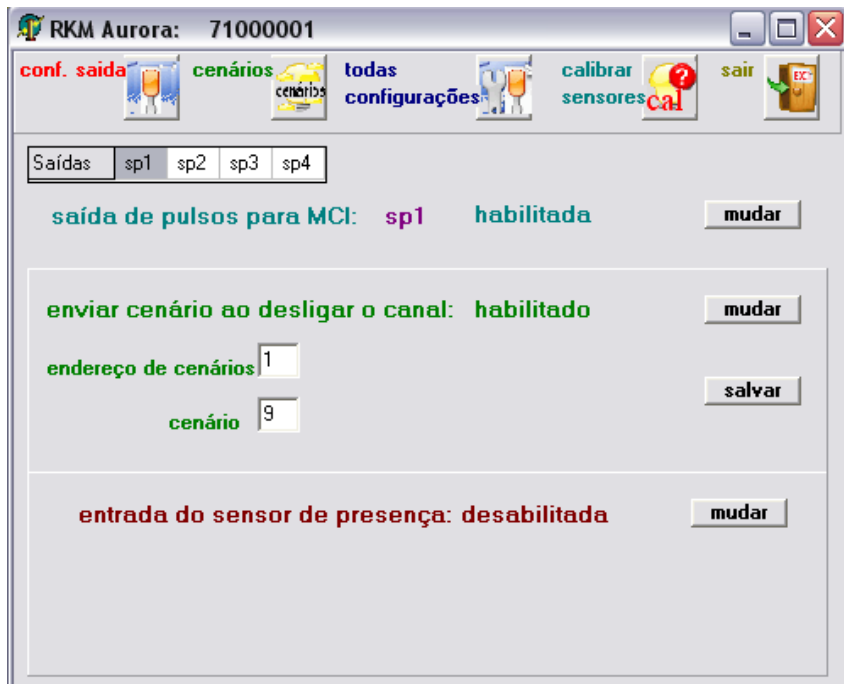 RKM Aurora: 71000001
conf. saida cenários todas configurações calibrar sensores sair
cenários cal EXIT
Saídas sp1 sp2 sp3 sp4
saída de pulsos para MCI: sp1 habilitada mudar
enviar cenário ao desligar o canal: habilitado mudar
endereço de cenários 1
salvar
cenário 9
entrada do sensor de presença: desabilitada mudar